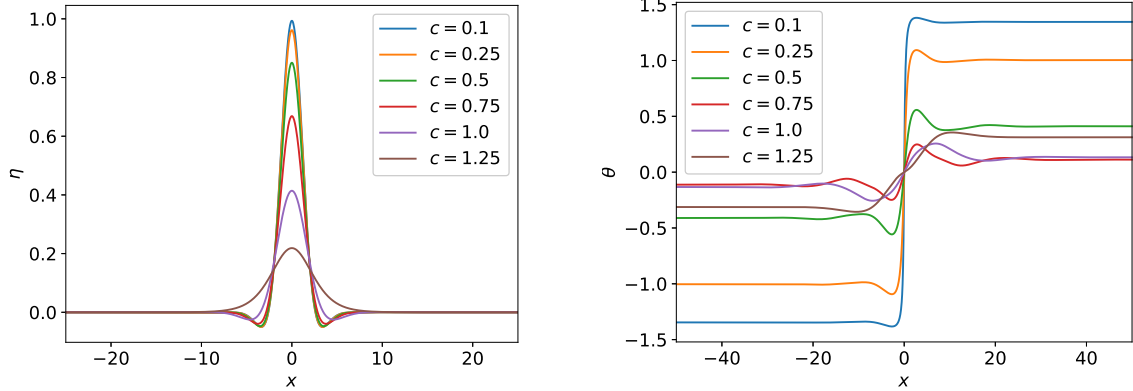 1.0
0.8
0.6
0.4
0.2
0.0
η
−20
−10
0
10
20
x
c = 0.1
c = 0.25
c = 0.5
c = 0.75
c = 1.0
c = 1.25
1.5
1.0
0.5
0.0
−0.5
−1.0
−1.5
θ
−40
−20
0
20
40
x
c = 0.1
c = 0.25
c = 0.5
c = 0.75
c = 1.0
c = 1.25